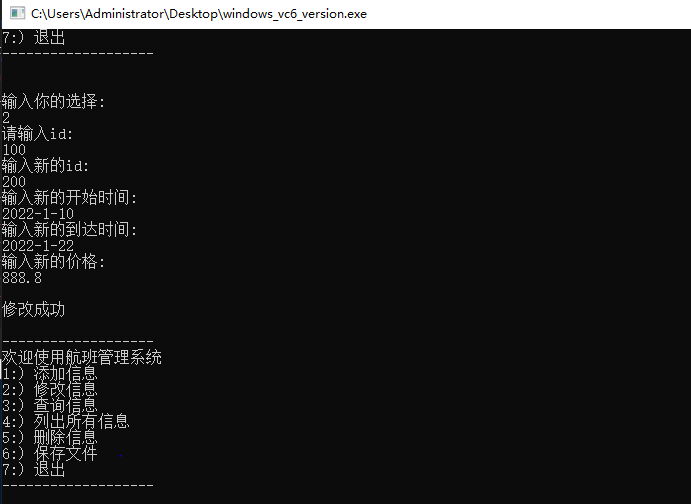 C:\Users\Administrator\Desktop\windows_vc6_version.exe
7:) 退出
-------------------
输入你的选择:
2
请输入id:
100
输入新的id:
200
输入新的开始时间:
2022-1-10
输入新的到达时间:
2022-1-22
输入新的价格:
888.8
修改成功
-------------------
欢迎使用航班管理系统
1:) 添加信息
2:) 修改信息
3:) 查询信息
4:) 列出所有信息
5:) 删除信息
6:) 保存文件
7:) 退出
-------------------